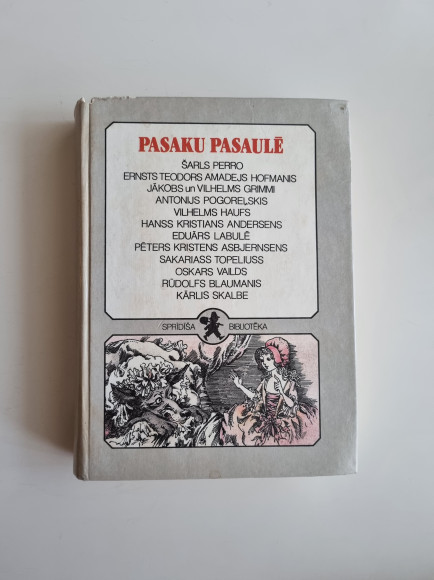 PASAKU PASAULĒ
ŠARLS PERRO
ERNSTS TEODORS AMADEJS HOFMANIS
JĀKOBS un VILHELMS GRIMMI
ANTONIJS POGOREĻSKIS
VILHELMS HAUFS
HANSS KRISTIANS ANDERSENS
EDUĀRS LABULĒ
PĒTERS KRISTENS ASBJERNSENS
SAKARIASS TOPELIUSS
OSKARS VAILDS
RŪDOLFS BLAUMANIS
KĀRLIS SKALBE
SPRĪDĪŠA BIBLIOTĒKA